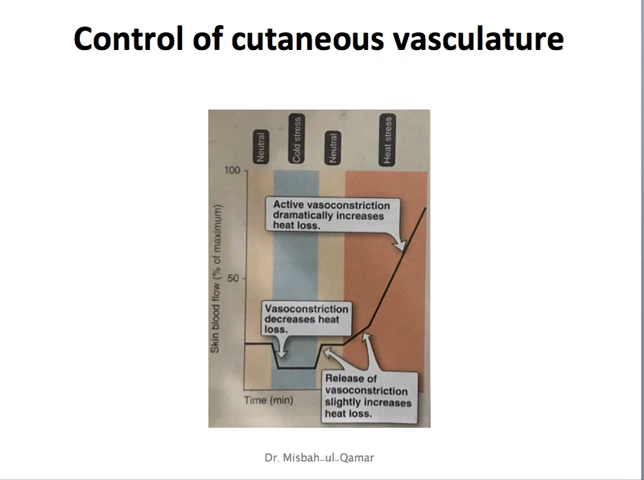 Control of cutaneous vasculature
Neutral
Cold stress
Neutral
Heat stress
100
50
Skin blood flow (% of maximum)
Active vasoconstriction
dramatically increases
heat loss.
Vasoconstriction
decreases heat
loss.
Release of
vasoconstriction
slightly increases
heat loss.
Time (min)
Dr. Misbah-ul-Qamar